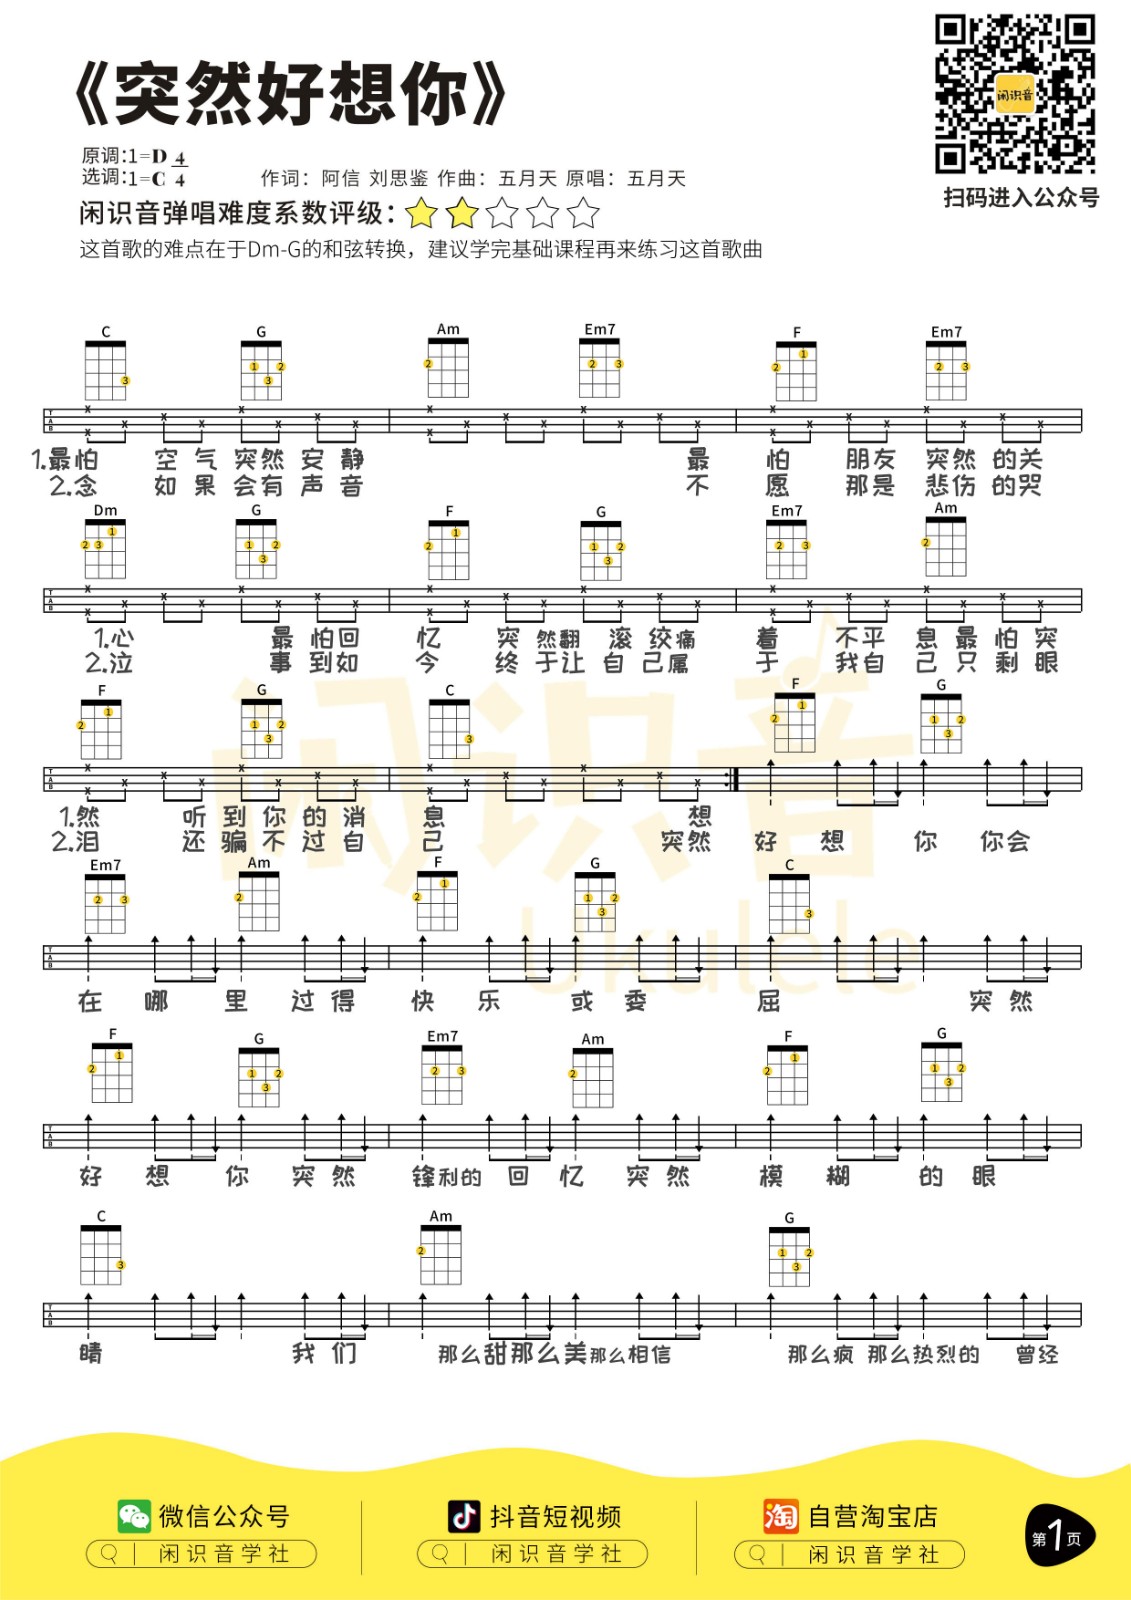 《突然好想你》
闲识音
扫码进入公众号
原调:1=D 4/4
选调:1=C
作词：阿信 刘思鉴 作曲：五月天 原唱：五月天
闲识音弹唱难度系数评级：
这首歌的难点在于Dm-G的和弦转换，建议学完基础课程再来练习这首歌曲
C G Am Em7 F Em7
1.最怕 空气突然安静 最怕朋友突然的关
2.念 如果会有声音 不愿那是悲伤的哭
Dm G F G Em7 Am
1.心 最怕回忆 突然翻滚绞痛着 不平息最怕突
2.泣 事到如今 终于让自己属于 我自己只剩眼
F G C F G
1.然 听到你的消息 想
2.泪 还骗不过自己 突然好想你 你会
Em7 Am F G C
在哪里过得快乐或委屈 突然
F G Em7 Am F G
好想你突然锋利的回忆突然模糊的眼
C Am G
睛 我们 那么甜那么美那么相信 那么疯 那么热烈的 曾经
闲识音
Ukulele
微信公众号 抖音短视频 淘 自营淘宝店
闲识音学社 闲识音学社 闲识音学社
第1页